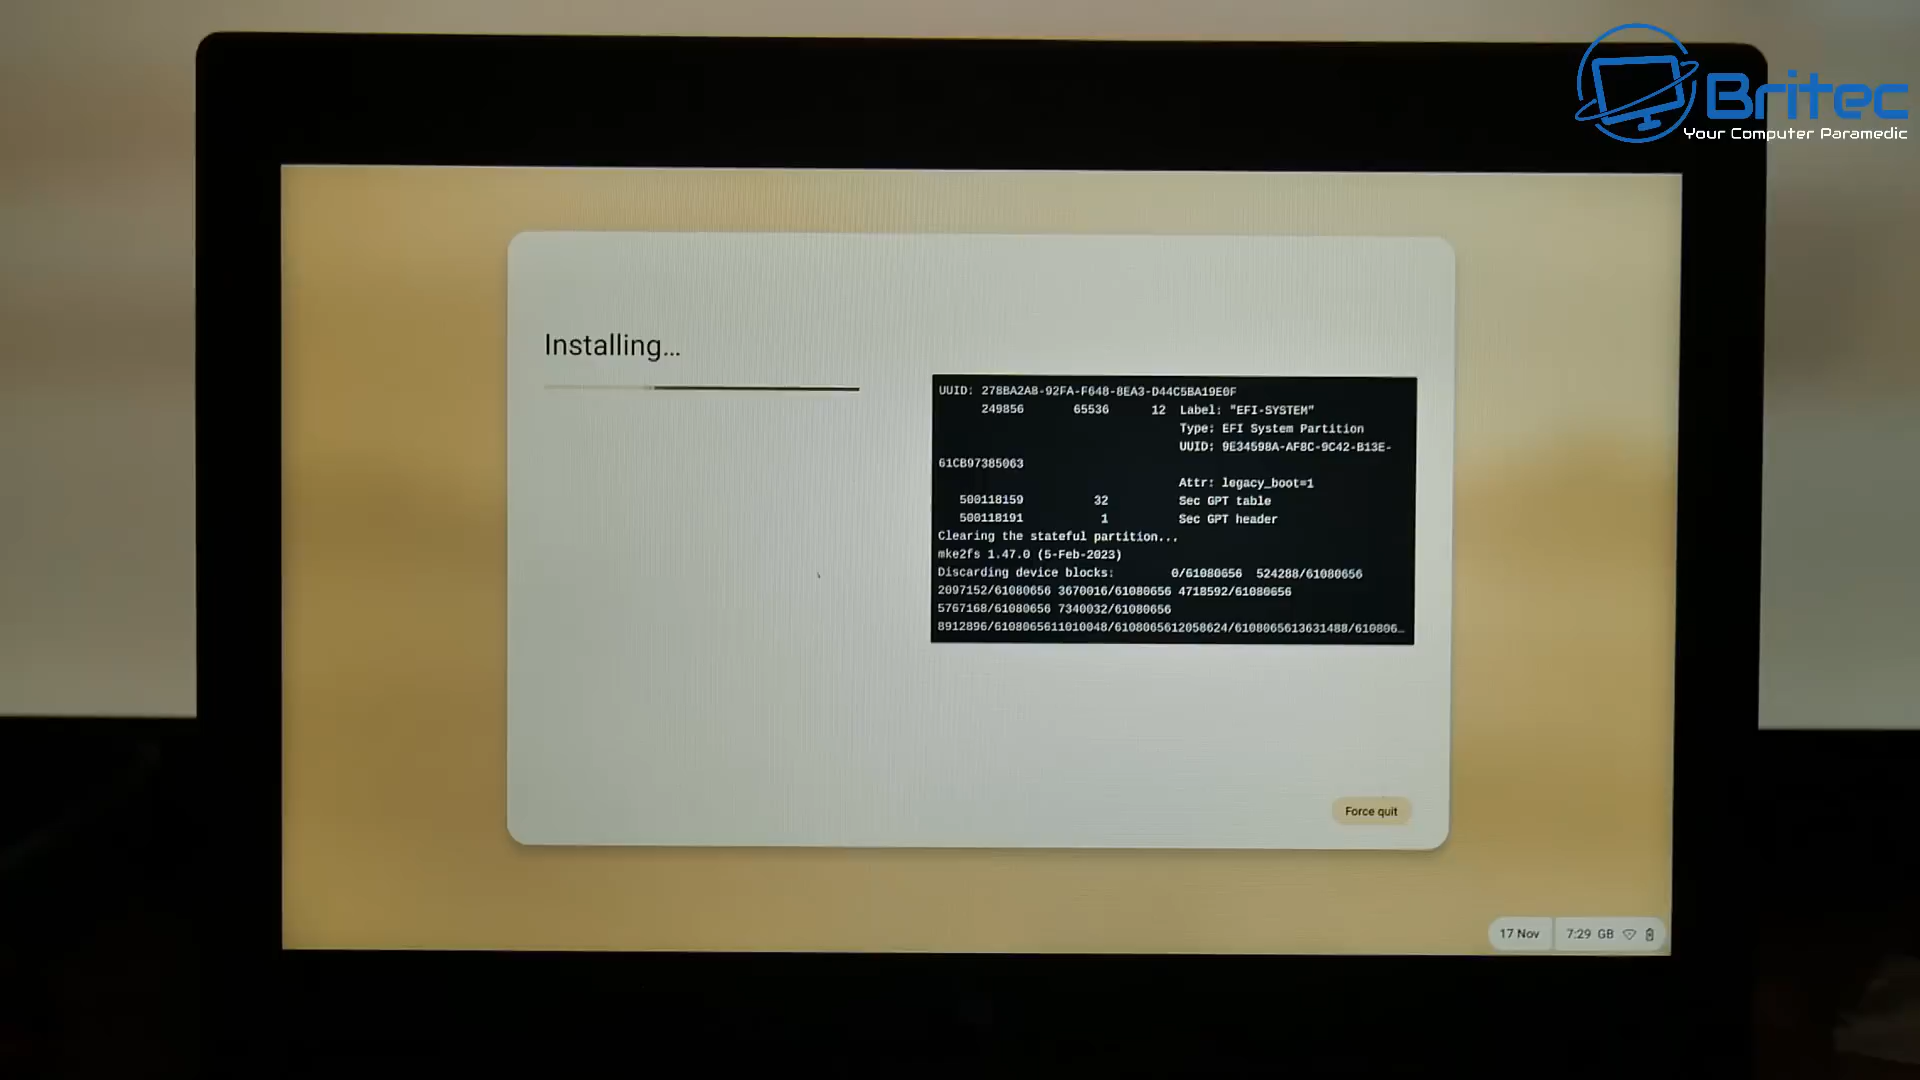 Britec
Your Computer Paramedic
Installing...
UUID: 278BA2A8-92FA-F648-8EA3-D44C5BA19E0F
249856 65536 12 Label: "EFI-SYSTEM"
Type: EFI System Partition
UUID: 9E34598A-AF8C-9C42-B13E-
61CB97385063
Attr: legacy_boot=1
500118159 32 Sec GPT table
500118191 1 Sec GPT header
Clearing the stateful partition...
mke2fs 1.47.0 (5-Feb-2023)
Discarding device blocks: 0/61080656 524288/61080656
2097152/61080656 3670016/61080656 4718592/61080656
5767168/61080656 7340032/61080656
8912896/6108065611010048/6108065612058624/6108065613631488/610806…
Force quit
17 Nov 7:29 GB